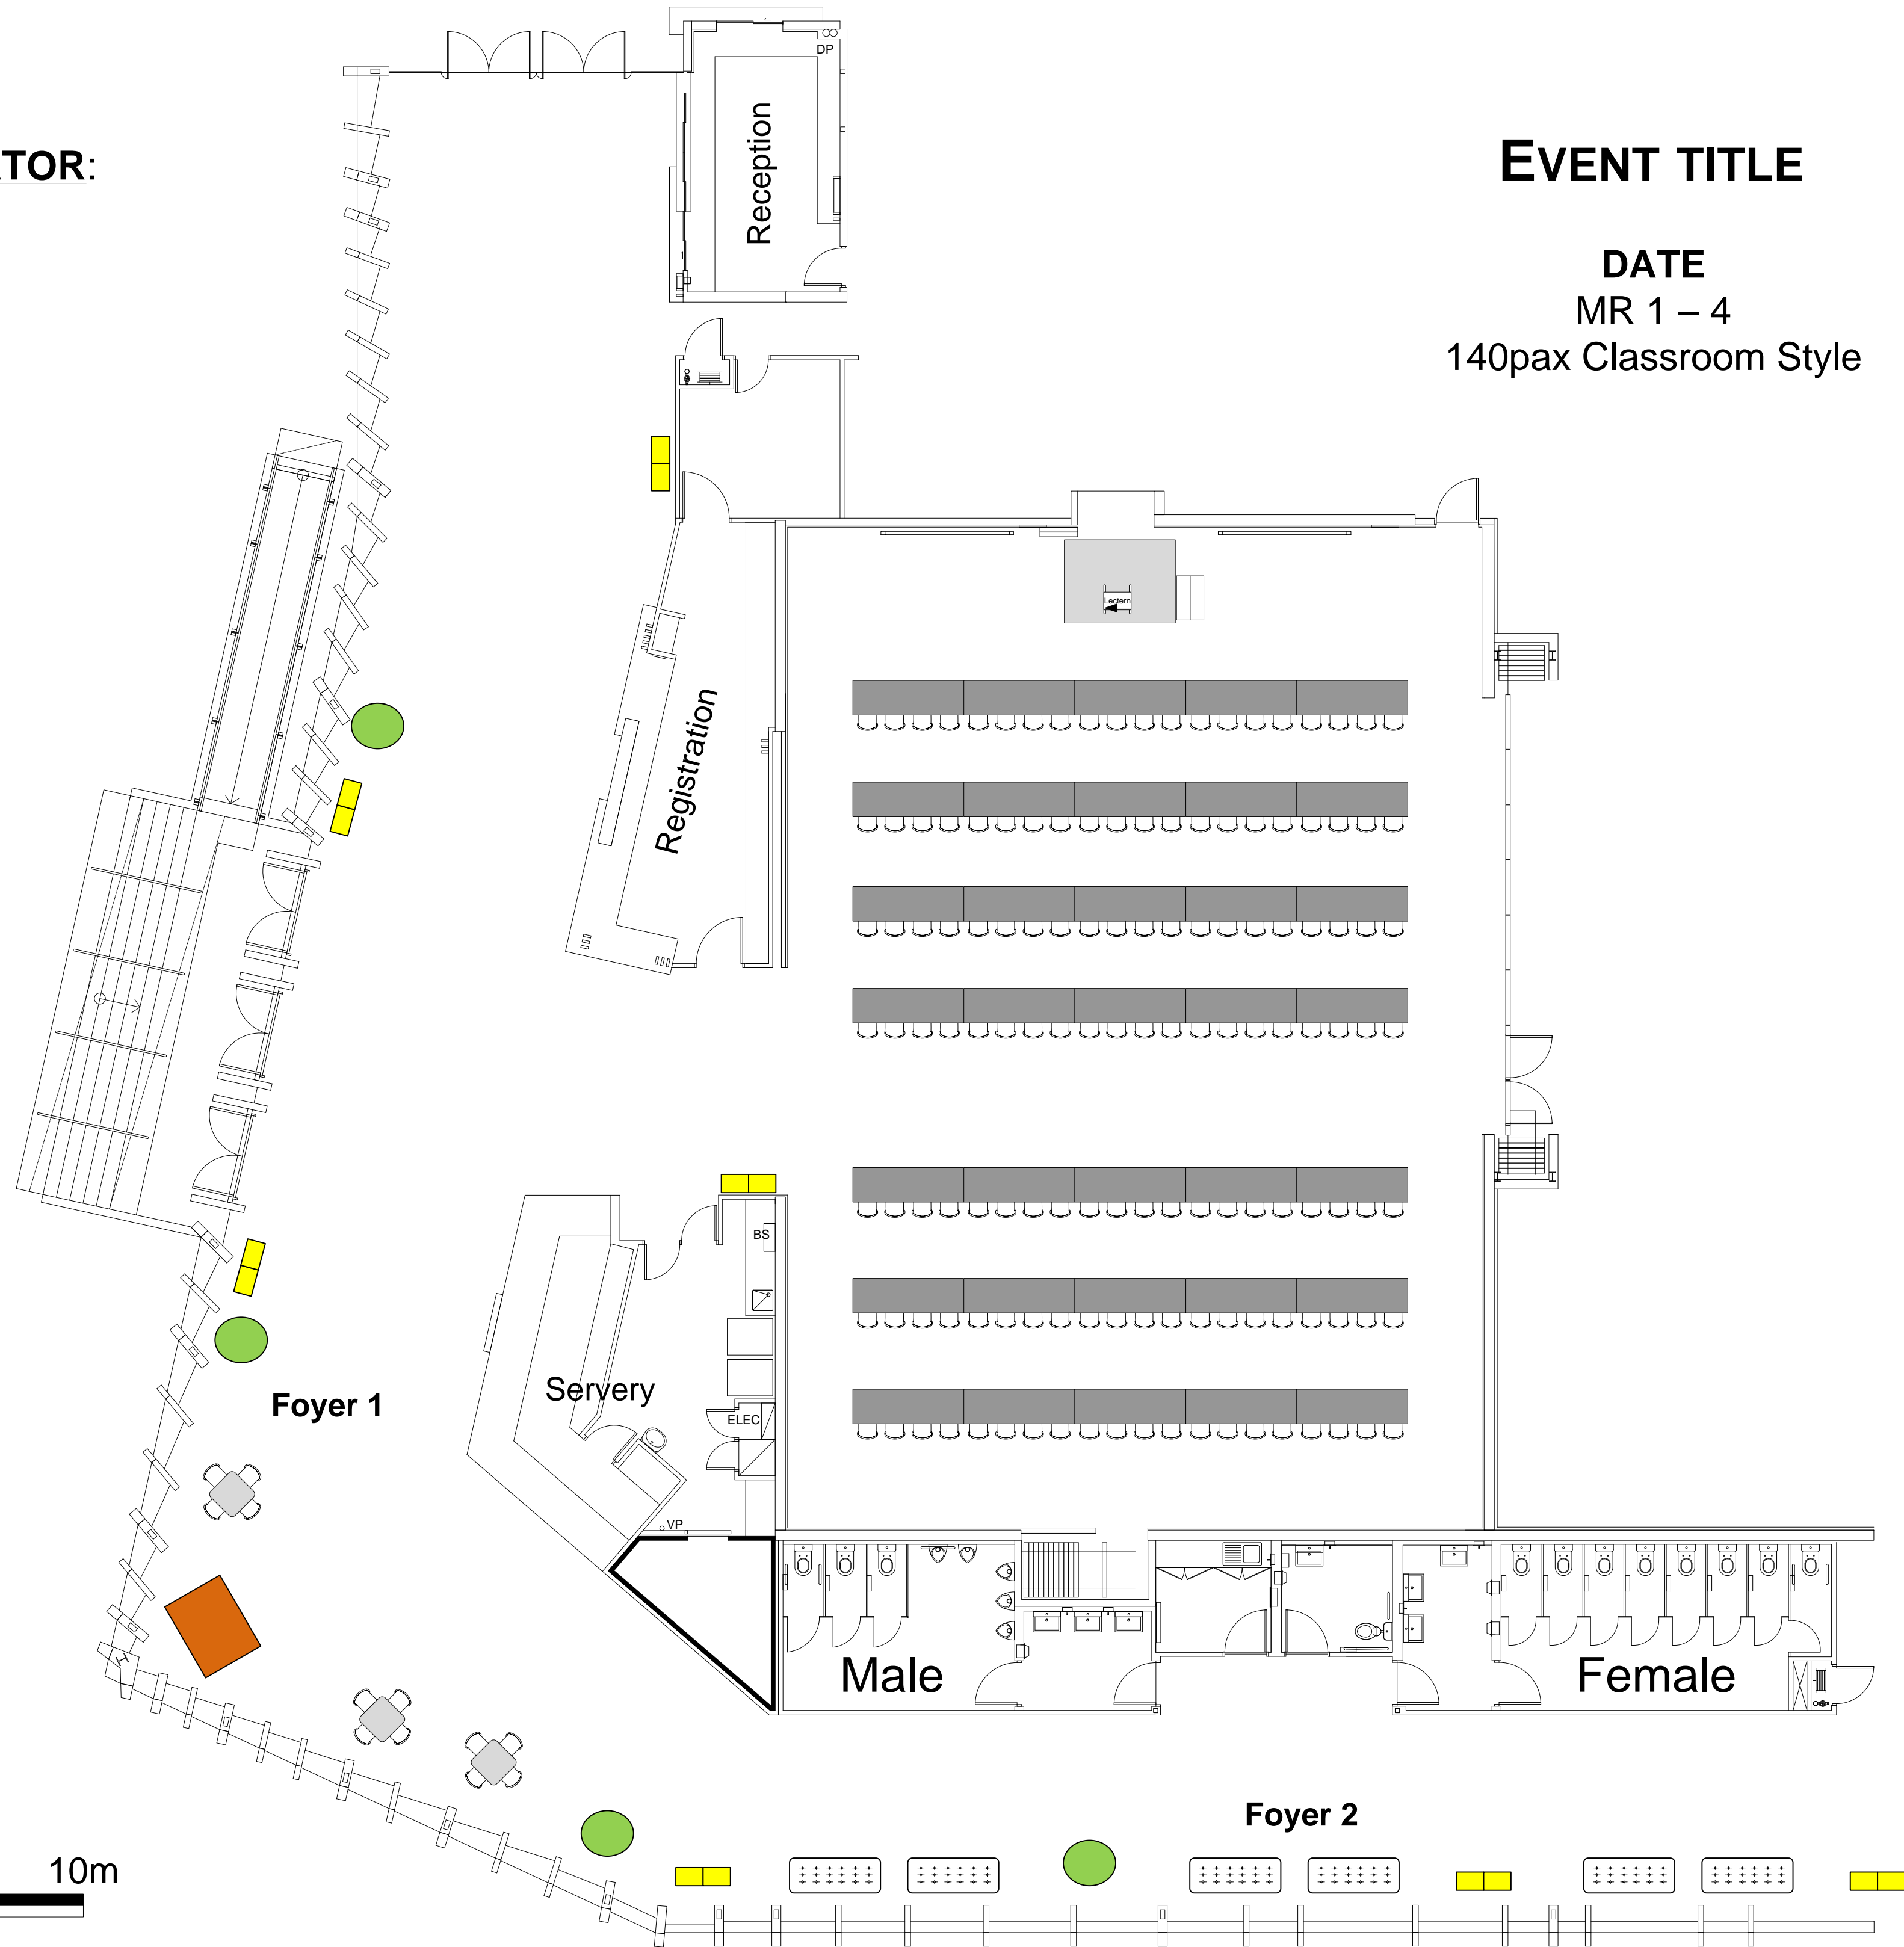 TOR:
EVENT TITLE
DATE
MR 1 – 4
140pax Classroom Style
DP
Reception
Lectern
Registration
BS
Servery
ELEC
VP
Foyer 1
Male
Female
Foyer 2
10m